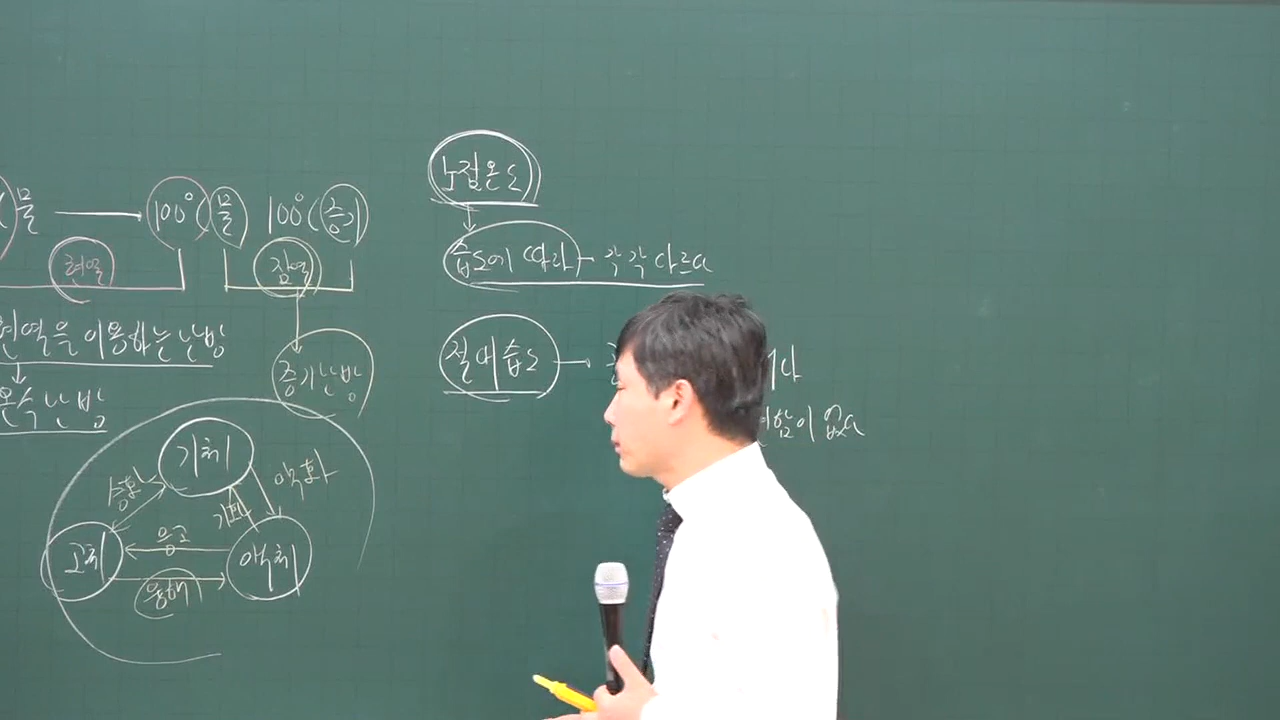 물 → 100°(물 100°(증기)
현열 잠열
현열을 이용하는 난방
온수난방
증기난방
기체
승화 기화 액화
응고
고체 액체
융해
노점온도
습도에 따라 각각 다르다
절대습도 →
없다